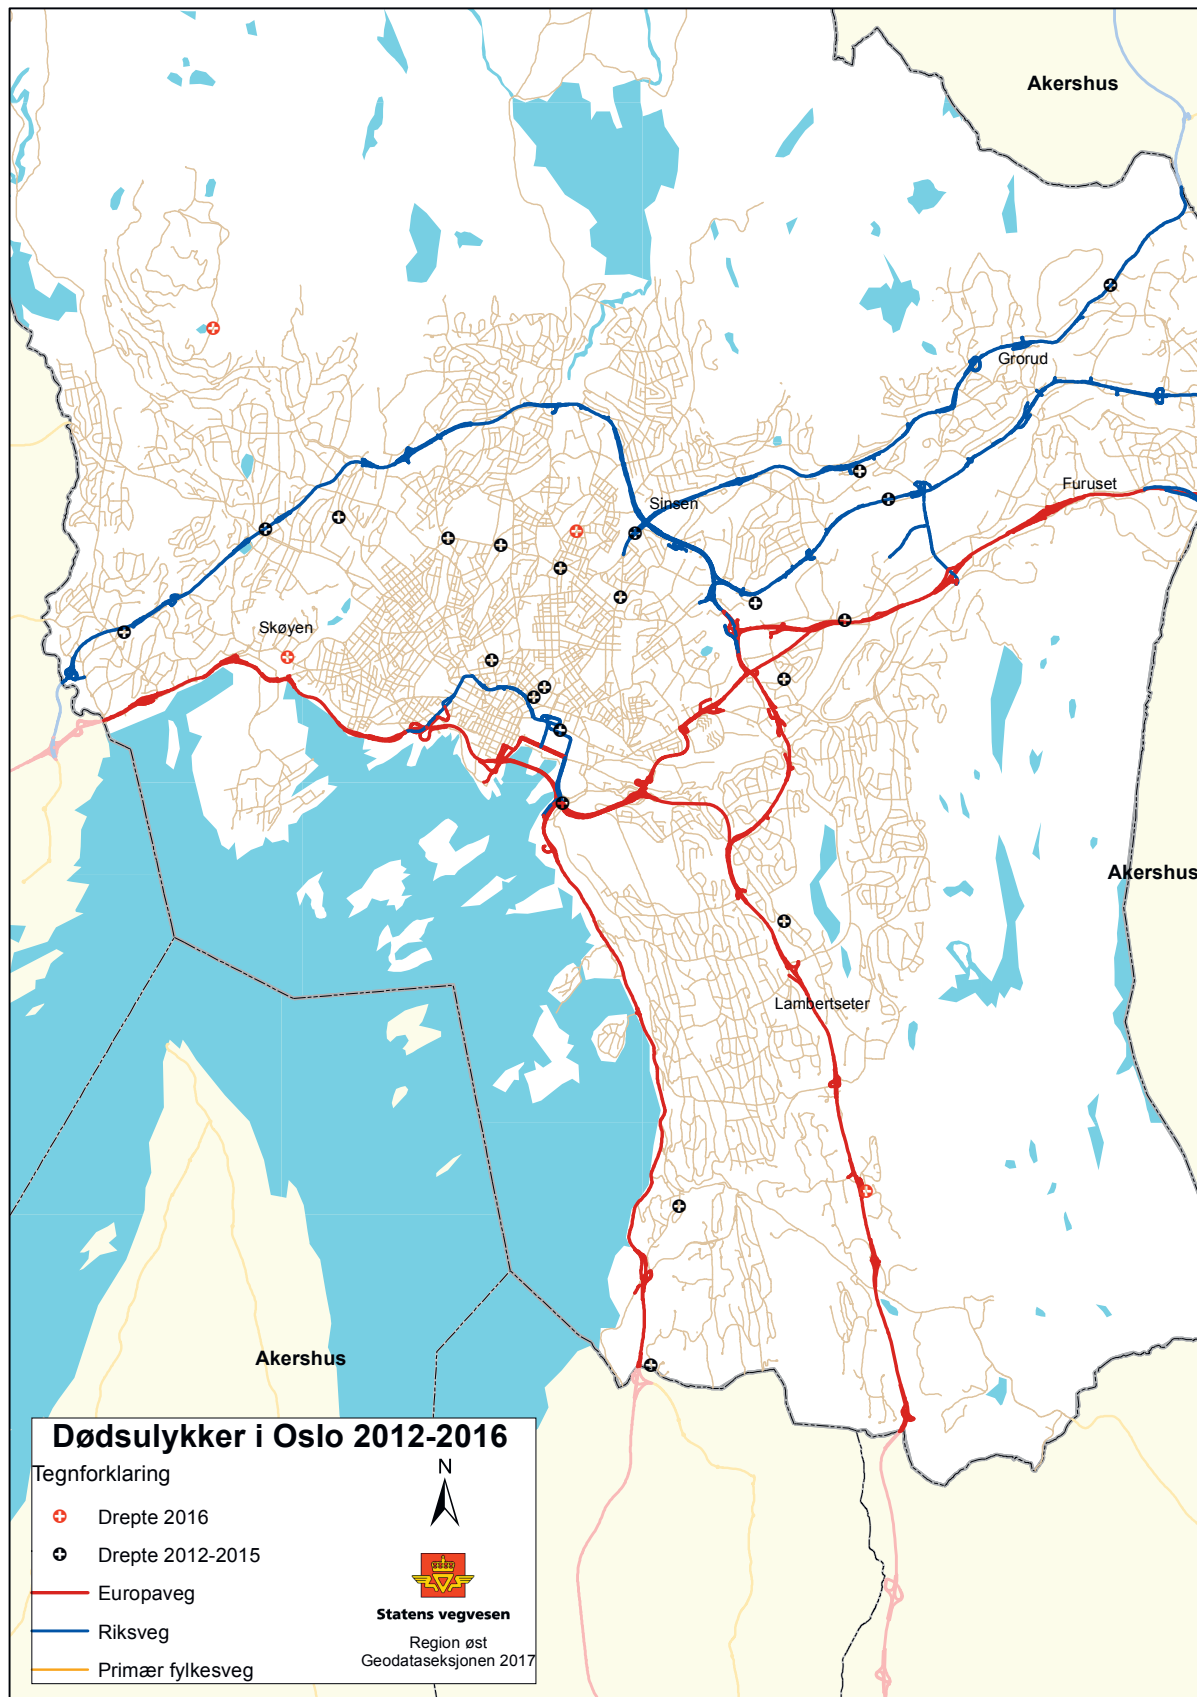 Akershus
Grorud
Furuset
Sinsen
Skøyen
Akershus
Lambertseter
Akershus
Dødsulykker i Oslo 2012-2016
Tegnforklaring
N
Drepte 2016
Drepte 2012-2015
Europaveg
Riksveg
Primær fylkesveg
Statens vegvesen
Region øst
Geodataseksjonen 2017